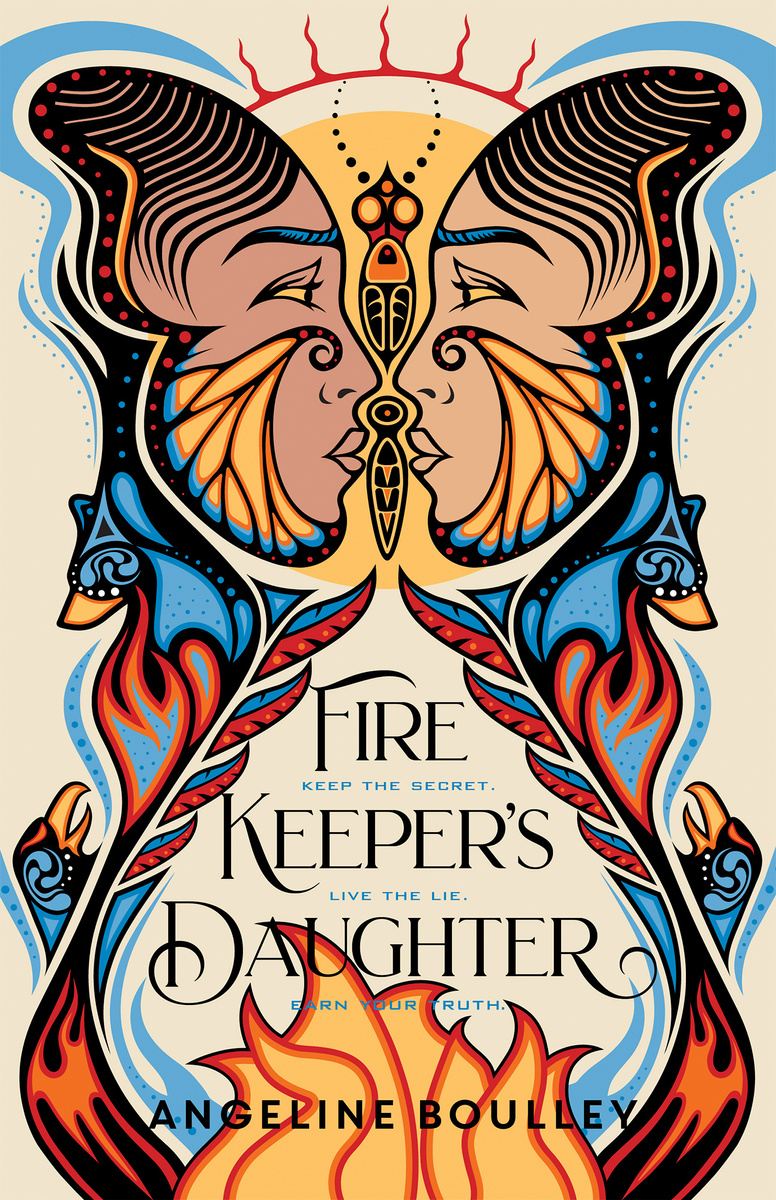 FIRE
KEEP THE SECRET.
KEEPER'S
LIVE THE LIE.
DAUGHTER
EARN YOUR TRUTH.
ANGELINE BOULLEY